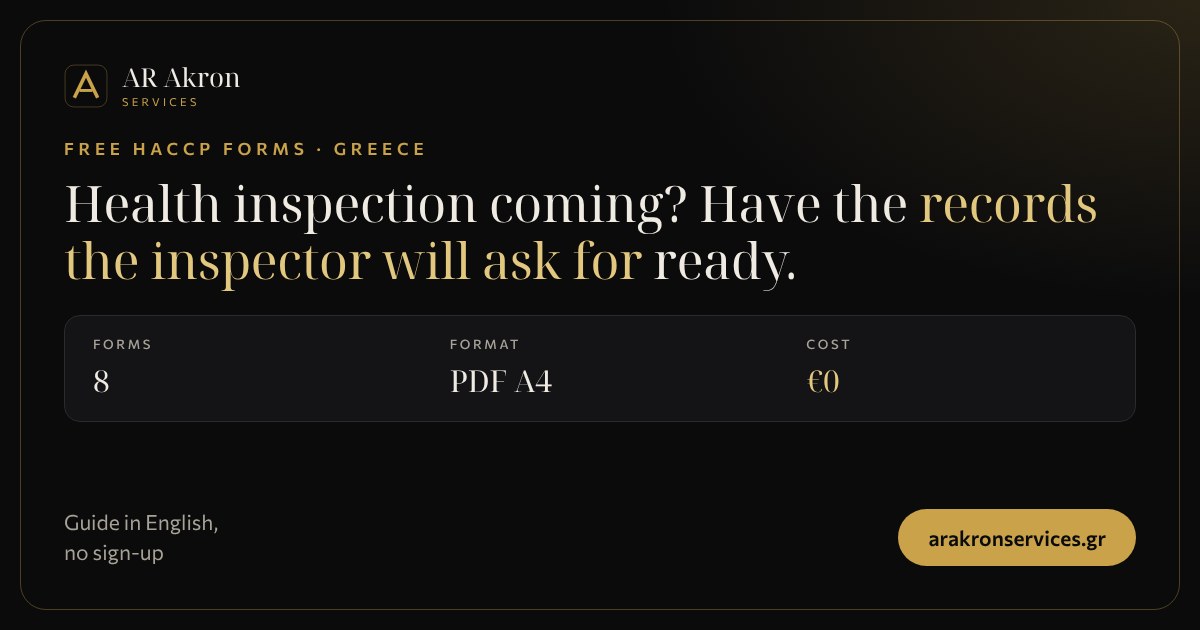 AR Akron
SERVICES
FREE HACCP FORMS · GREECE
Health inspection coming? Have the records
the inspector will ask for ready.
FORMS
8
FORMAT
PDF A4
COST
€0
Guide in English,
no sign-up
arakronservices.gr